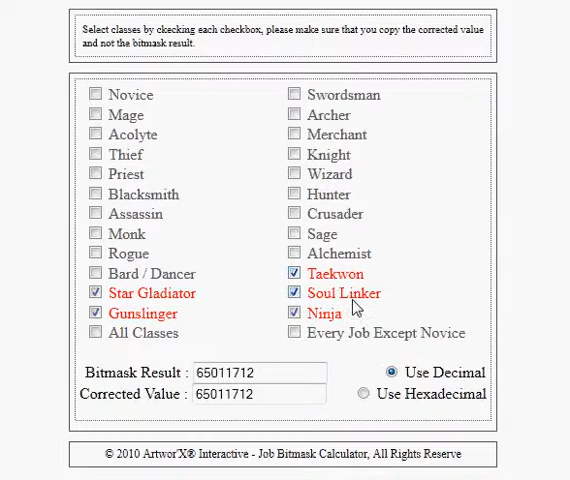 Select classes by ckecking each checkbox, please make sure that you copy the corrected value
and not the bitmask result.
Novice Swordsman
Mage Archer
Acolyte Merchant
Thief Knight
Priest Wizard
Blacksmith Hunter
Assassin Crusader
Monk Sage
Rogue Alchemist
Bard / Dancer Taekwon
Star Gladiator Soul Linker
Gunslinger Ninja
All Classes Every Job Except Novice
Bitmask Result : 65011712 Use Decimal
Corrected Value : 65011712 Use Hexadecimal
© 2010 Artwor'X® Interactive - Job Bitmask Calculator, All Rights Reserve